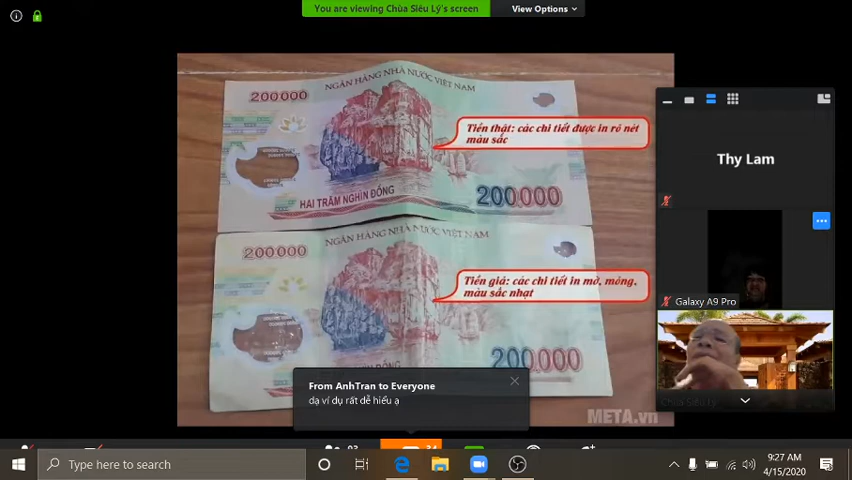 You are viewing Chùa Siêu Lý's screen
View Options
NGÂN HÀNG NHÀ NƯỚC VIỆT NAM
200000
Tiền thật: các chi tiết được in rõ nét
màu sắc
HAI TRĂM NGHÌN ĐỒNG
200.000
NGÂN HÀNG NHÀ NƯỚC VIỆT NAM
200000
Tiền giả: các chi tiết in mờ, mỏng,
màu sắc nhạt
200.000
META.vn
Thy Lam
Galaxy A9 Pro
Chùa Siêu Lý
From AnhTran to Everyone
dạ ví dụ rất dễ hiểu ạ
Type here to search
9:27 AM
4/15/2020